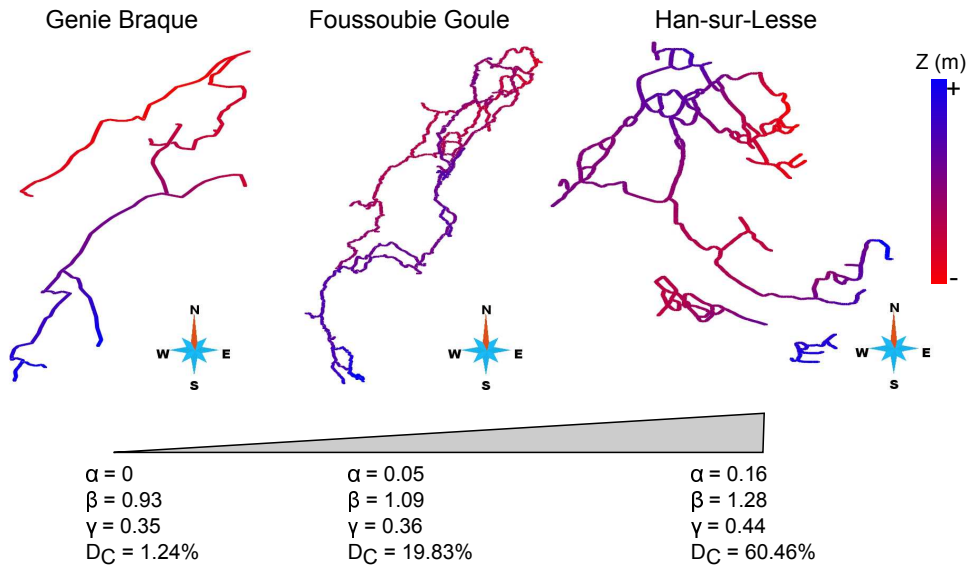 Genie Braque
Foussoubie Goule
Han-sur-Lesse
Z (m)
+
-
N
W E
S
N
W E
S
N
W E
S
α = 0
β = 0.93
γ = 0.35
DC = 1.24%
α = 0.05
β = 1.09
γ = 0.36
DC = 19.83%
α = 0.16
β = 1.28
γ = 0.44
DC = 60.46%